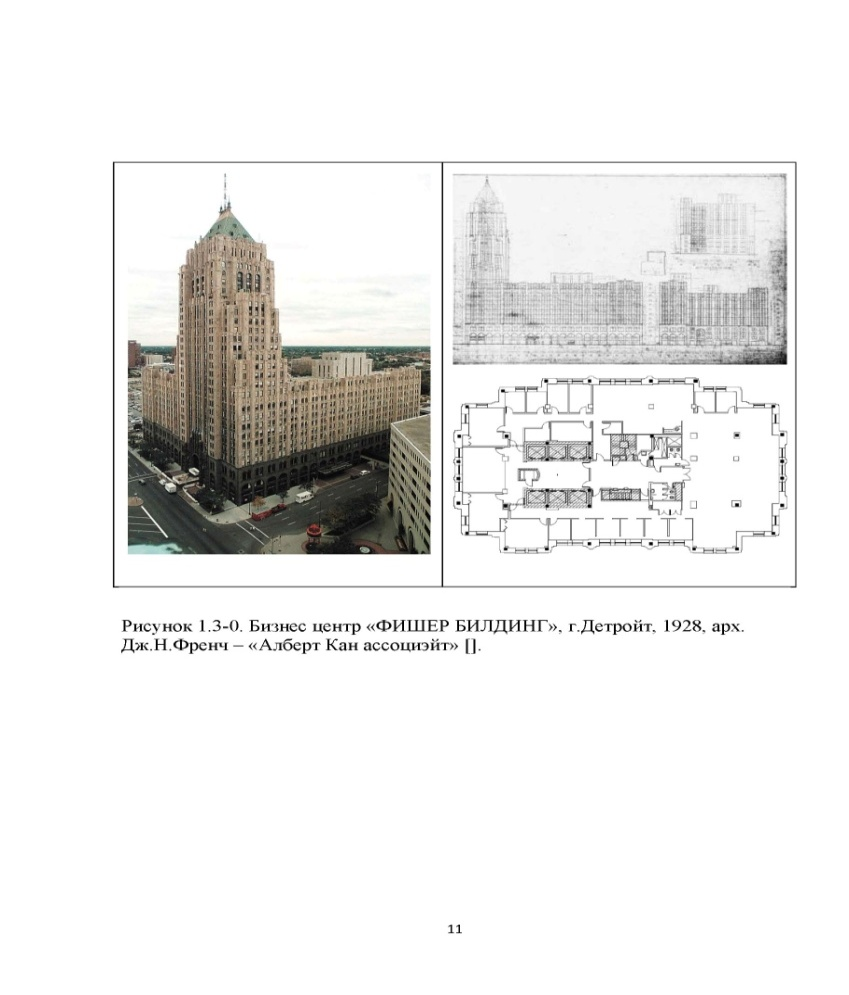 Рисунок 1.3-0. Бизнес центр «ФИШЕР БИЛДИНГ», г.Детройт, 1928, арх.
Дж.Н.Френч – «Алберт Кан ассоциэйт» [].
11